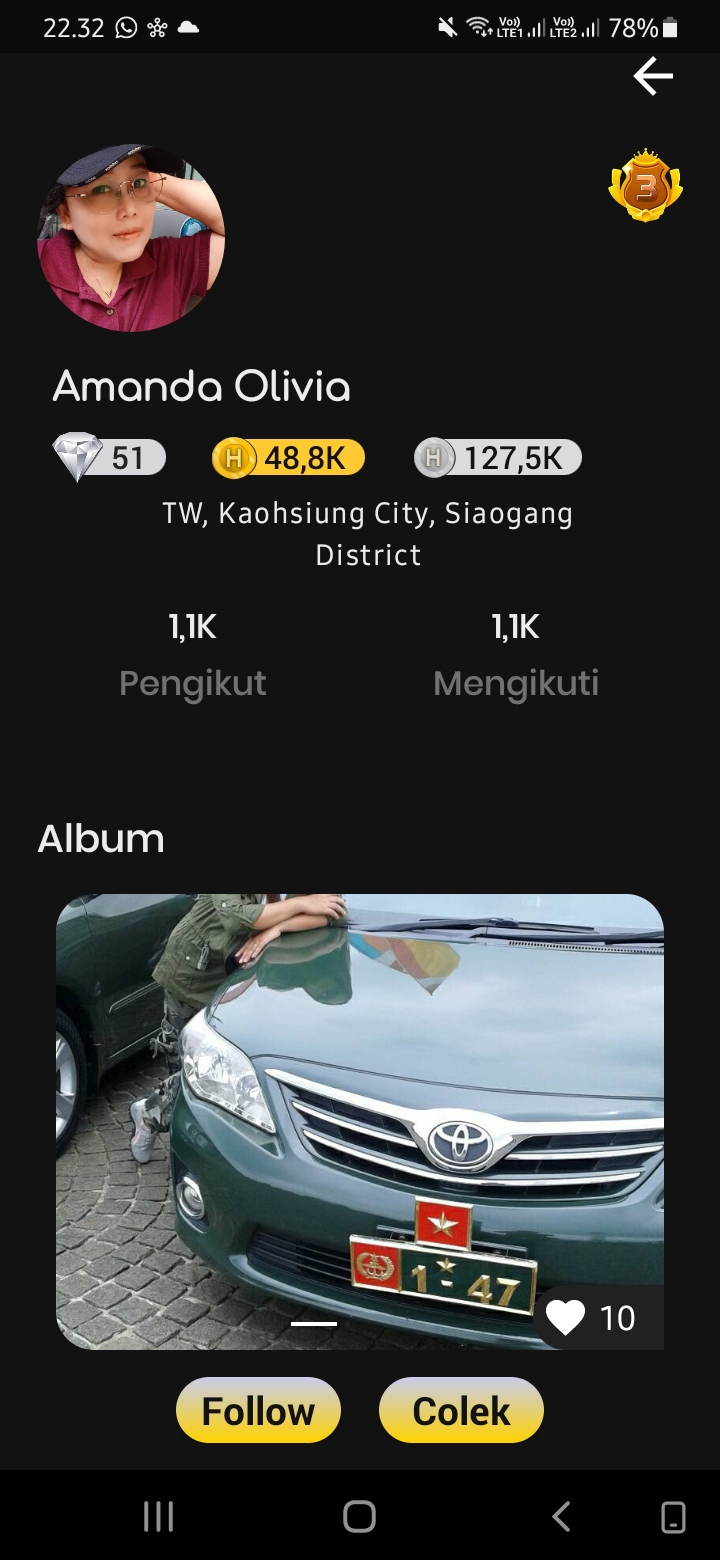 22.32
Vo)) LTE1 Vo)) LTE2 78%
3
Amanda Olivia
51 H 48,8K H 127,5K
TW, Kaohsiung City, Siaogang
District
1,1K 1,1K
Pengikut Mengikuti
Album
1 - 47
10
Follow Colek